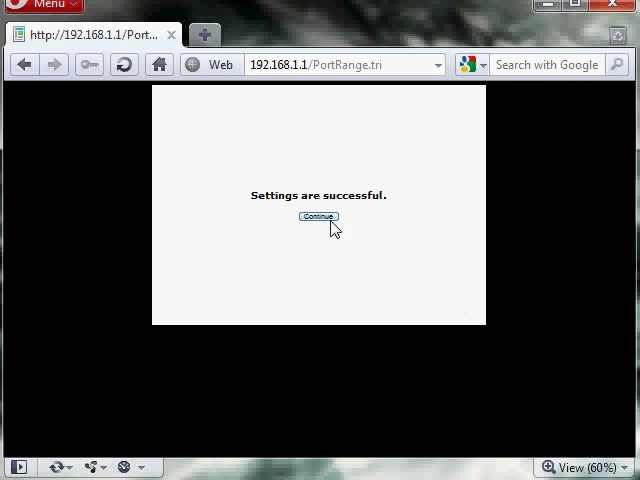 Menu
http://192.168.1.1/Port...
Web
192.168.1.1/PortRange.tri
Search with Google
Settings are successful.
Continue
View (60%)